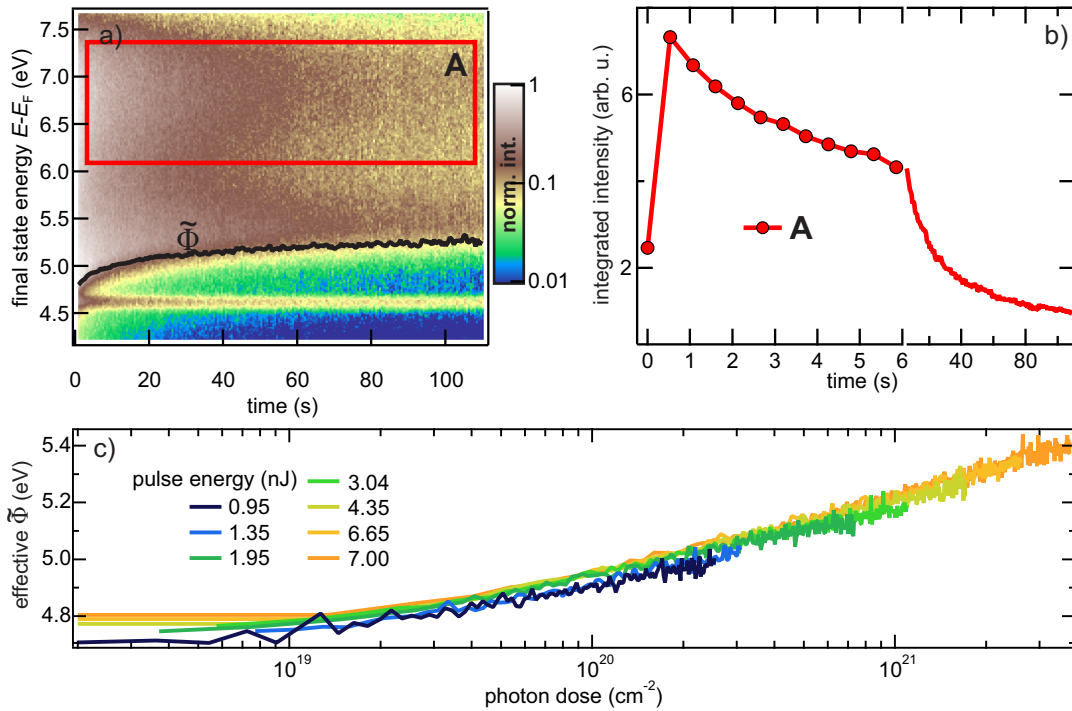 a)
A
final state energy E-E_F (eV)
7.5
7.0
6.5
6.0
5.5
5.0
4.5
Φ̃
1
0.1
0.01
norm. int.
0 20 40 60 80 100
time (s)
b)
integrated intensity (arb. u.)
6
2
A
0 1 2 3 4 5 6 40 80
time (s)
c)
effective Φ̃ (eV)
5.4
5.2
5.0
4.8
pulse energy (nJ)
0.95
1.35
1.95
3.04
4.35
6.65
7.00
10¹⁹ 10²⁰ 10²¹
photon dose (cm⁻²)